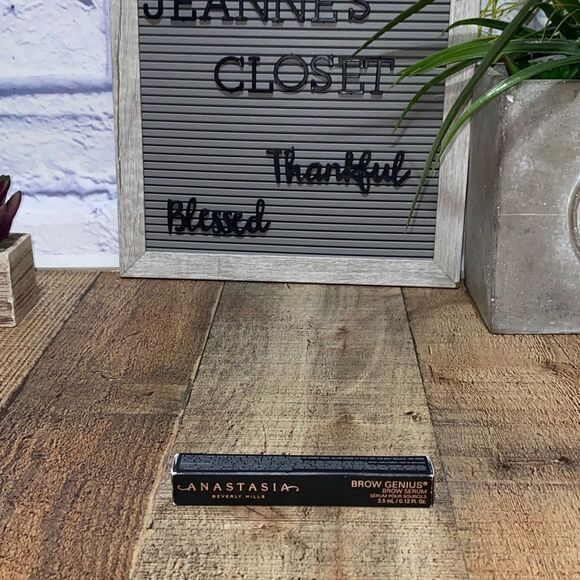 JEANNE'S
CLOSET
Thankful
Blessed
ANASTASIA
BEVERLY HILLS
BROW GENIUS®
BROW SERUM
SÉRUM POUR SOURCILS
3.5 mL / 0.12 fl. Oz.